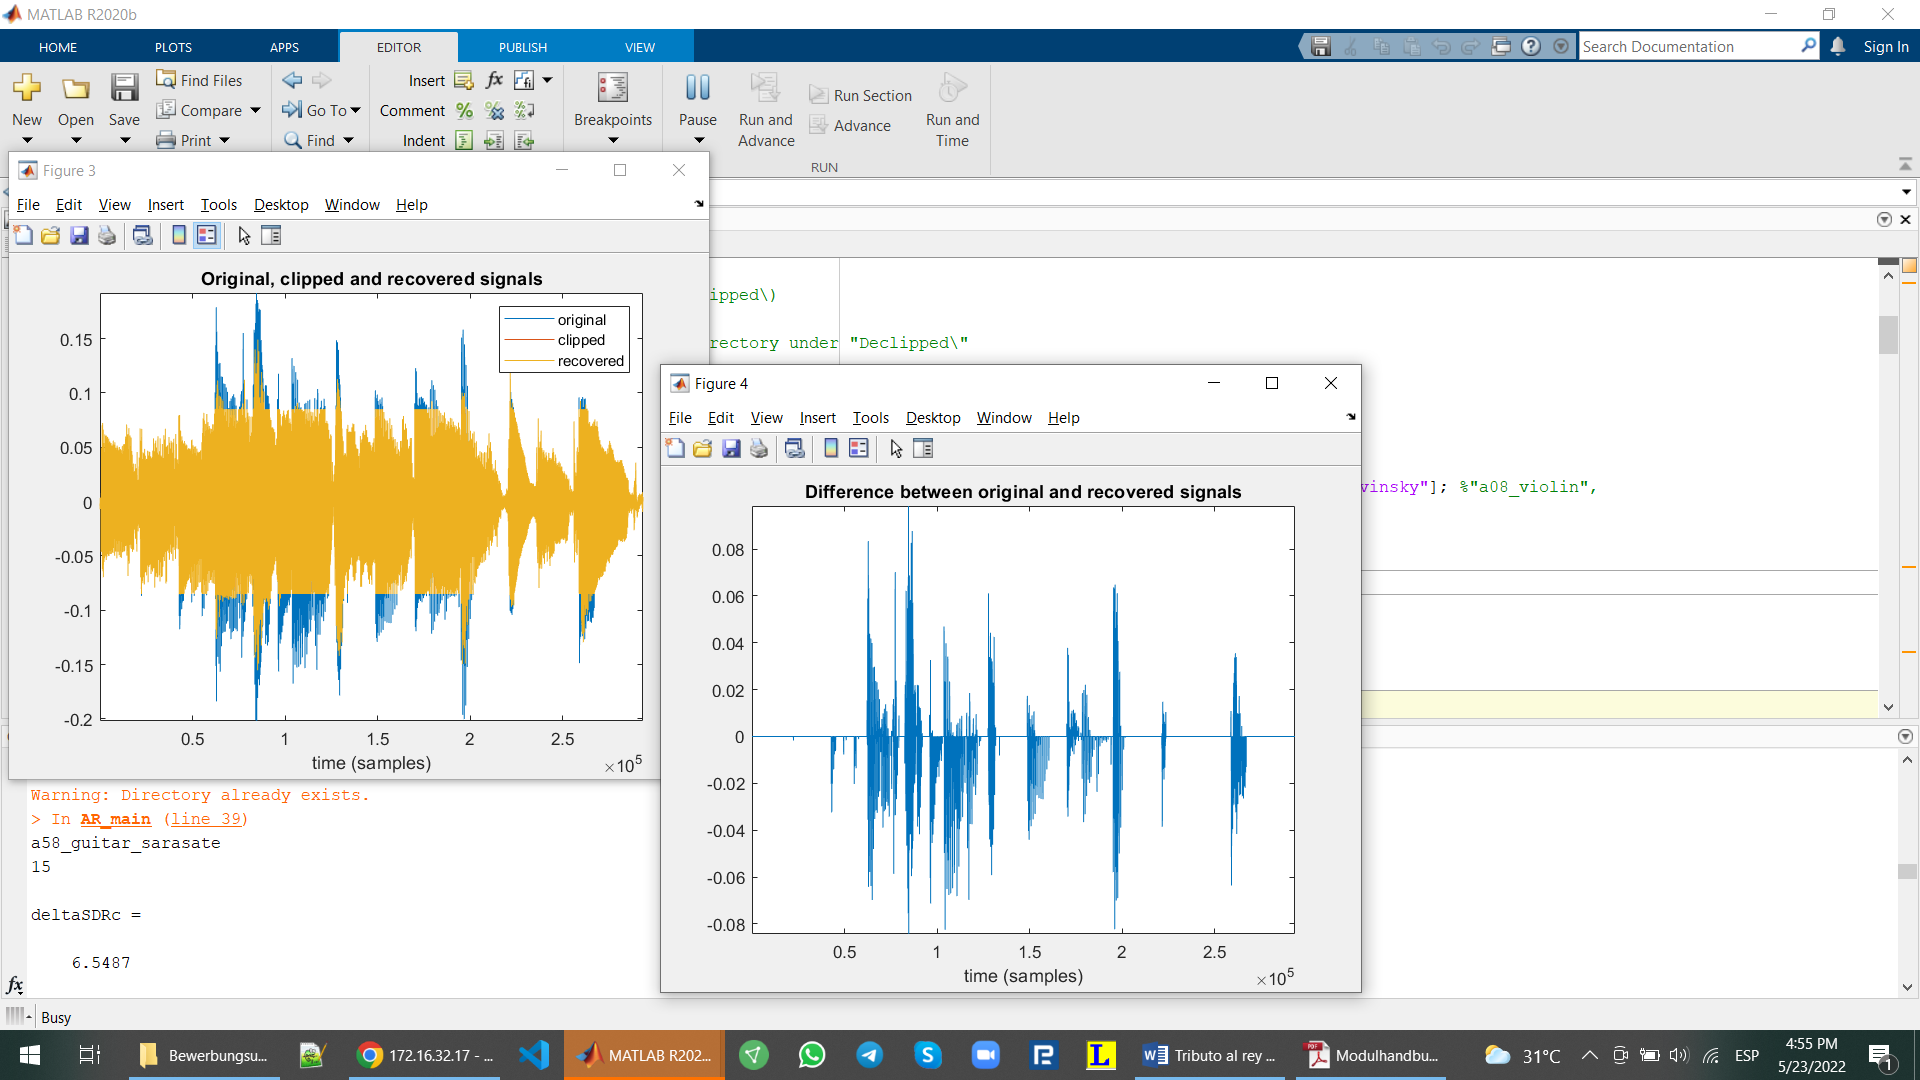 MATLAB R2020b
HOME PLOTS APPS EDITOR PUBLISH VIEW
Search Documentation
Sign In
New Open Save
Find Files
Compare
Print
Go To
Find
Insert fx fi
Comment
Indent
Breakpoints
Pause
Run and
Advance
Run Section
Advance
Run and
Time
RUN
Figure 3
File Edit View Insert Tools Desktop Window Help
Original, clipped and recovered signals
original
clipped
recovered
0.15
0.1
0.05
0
-0.05
-0.1
-0.15
-0.2
0.5 1 1.5 2 2.5
time (samples)
×10^5
ipped\)
rectory under "Declipped\"
vinsky"]; %"a08_violin",
Figure 4
File Edit View Insert Tools Desktop Window Help
Difference between original and recovered signals
0.08
0.06
0.04
0.02
0
-0.02
-0.04
-0.06
-0.08
0.5 1 1.5 2 2.5
time (samples)
×10^5
Warning: Directory already exists.
> In AR_main (line 39)
a58_guitar_sarasate
15
deltaSDRc =
6.5487
fx
Busy
Bewerbungsu...
172.16.32.17 - ...
MATLAB R202...
Tributo al rey ...
Modulhandbu...
31°C
ESP
4:55 PM
5/23/2022
1